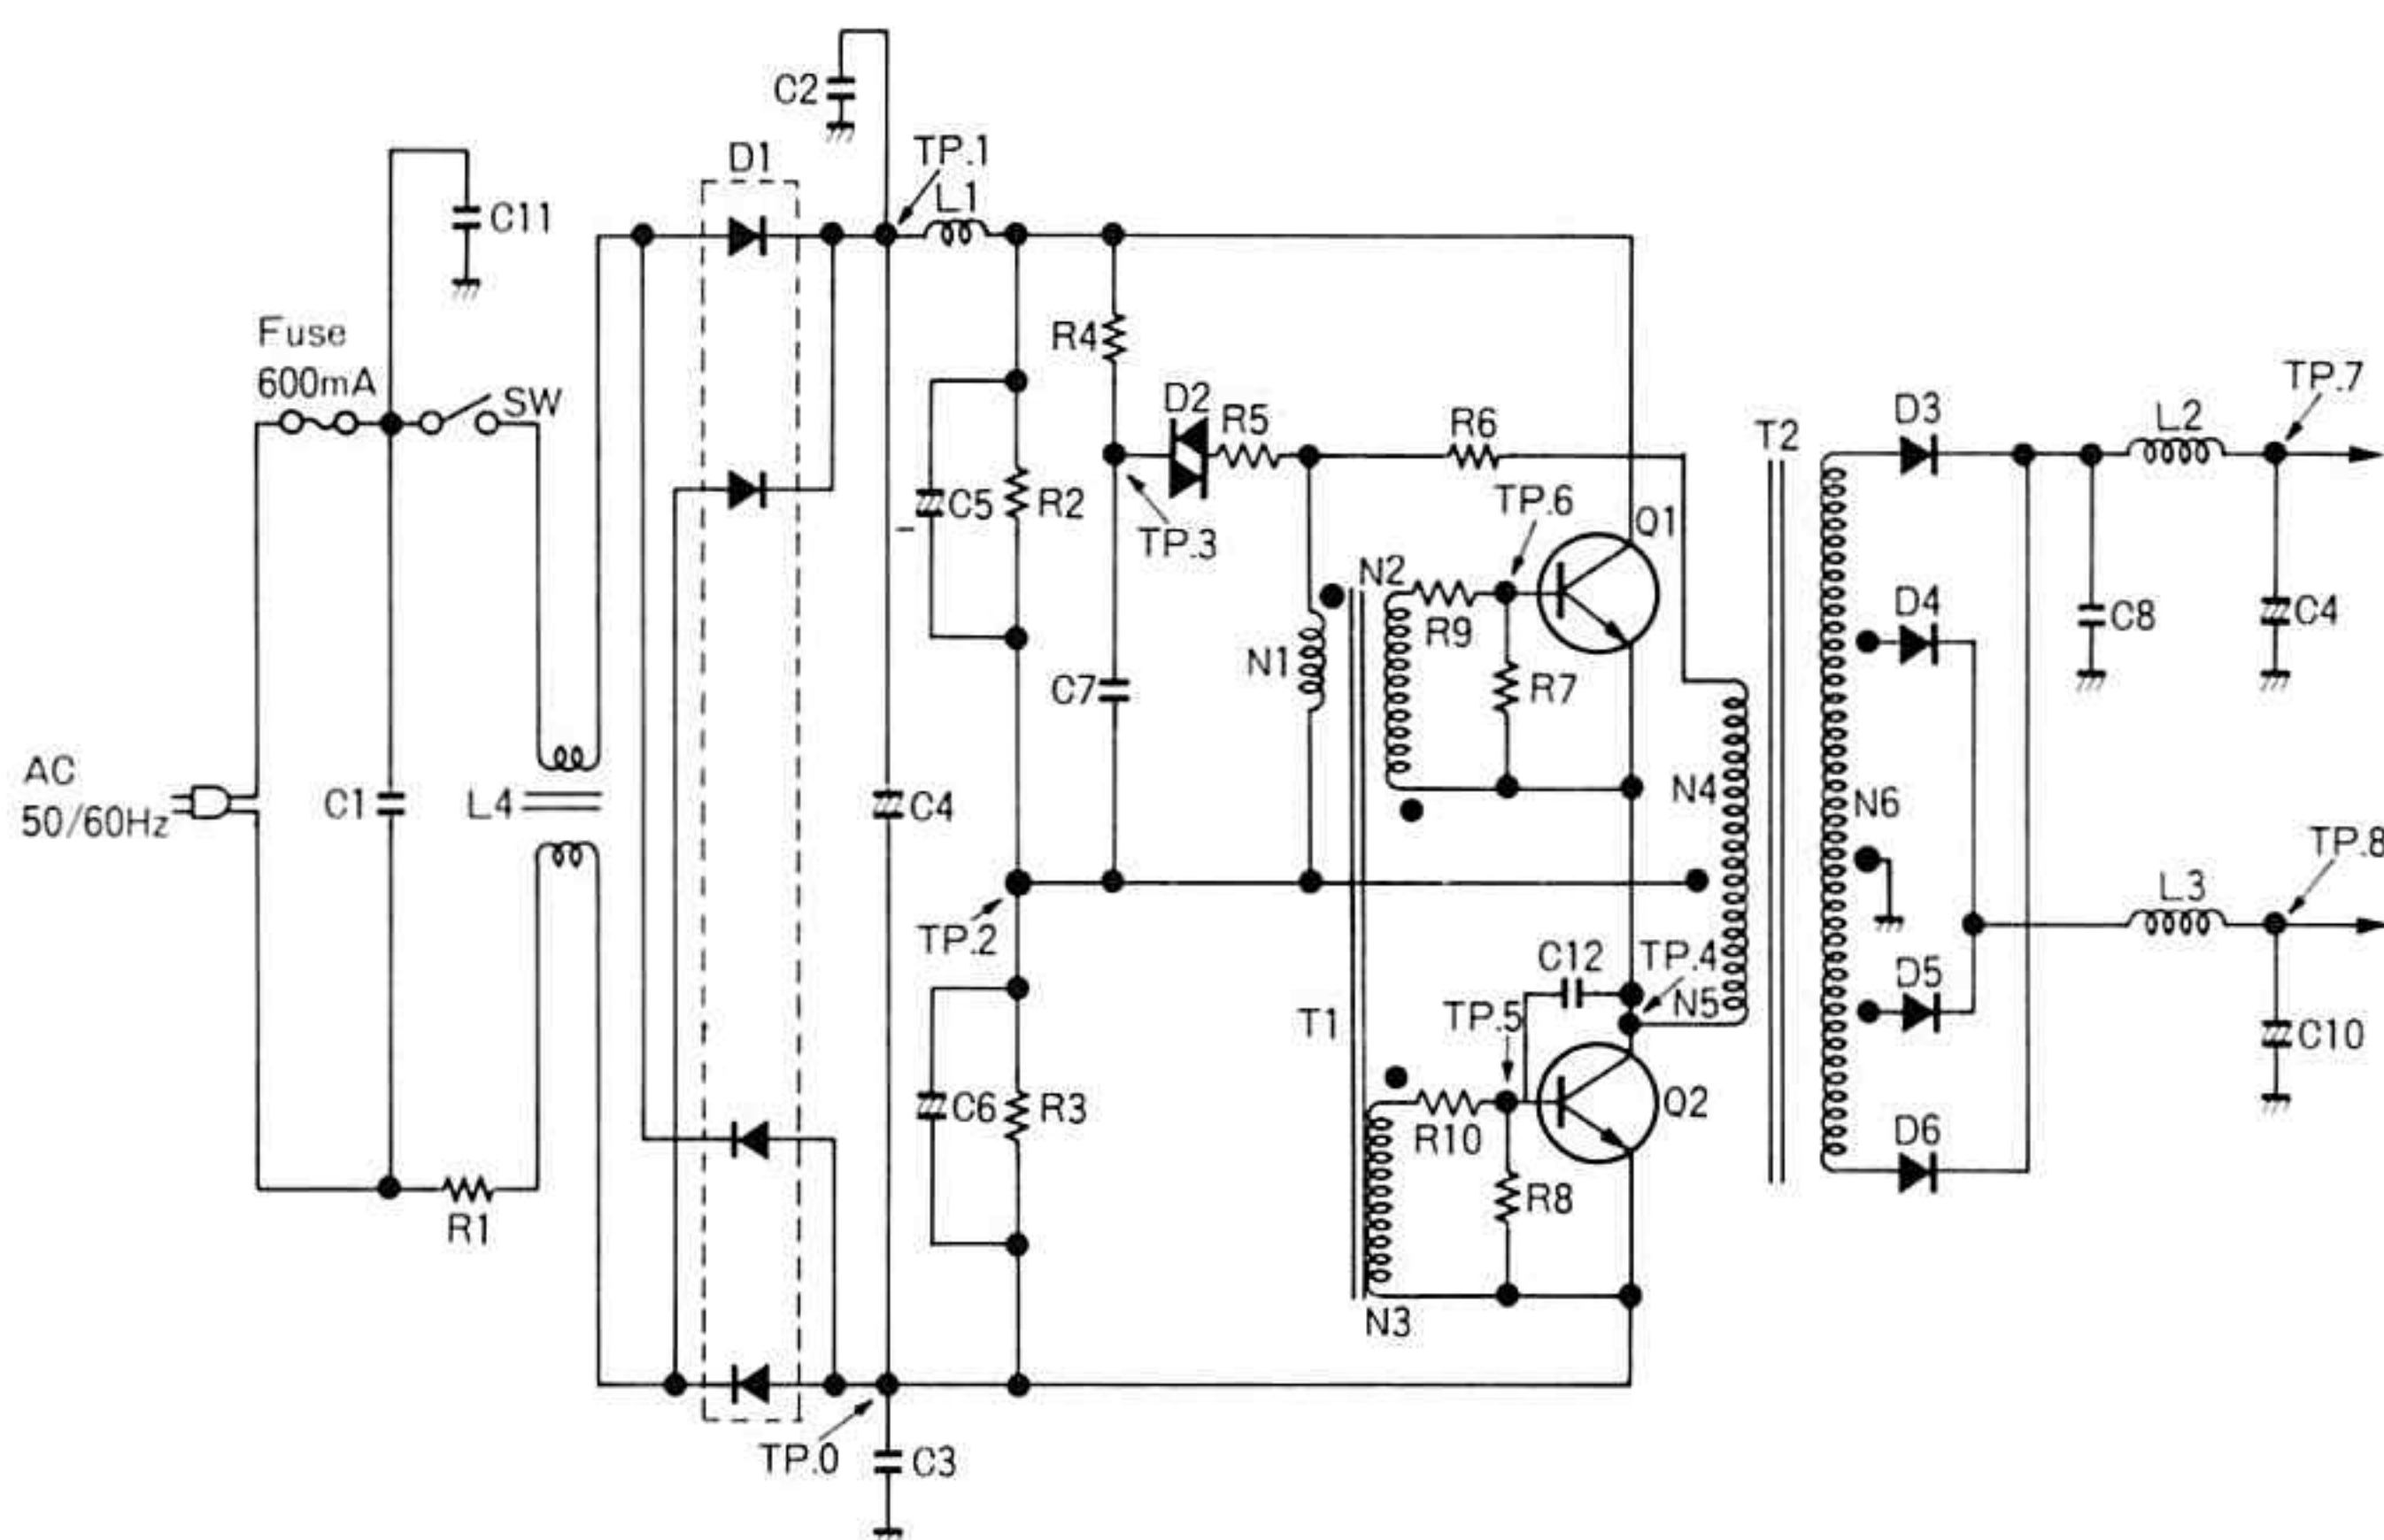 C2
TP.1
D1
L1
C11
Fuse
600mA
SW
R4
D2
R5
R6
T2
D3
L2
TP.7
C5
R2
TP.3
TP.6
Q1
N2
R9
D4
C8
C4
N1
C7
R7
AC
50/60Hz
C1
L4
C4
N4
N6
TP.8
TP.2
L3
C12
TP.4
D5
N5
TP.5
T1
C10
C6
R3
R10
Q2
D6
R1
R8
N3
TP.0
C3